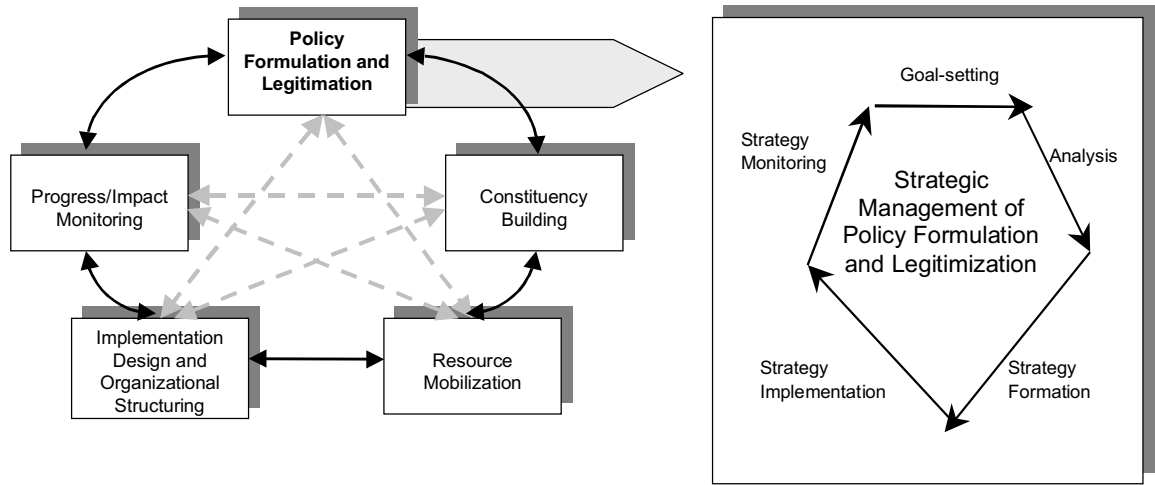 Policy
Formulation and
Legitimation
Progress/Impact
Monitoring
Constituency
Building
Implementation
Design and
Organizational
Structuring
Resource
Mobilization
Goal-setting
Strategy
Monitoring
Analysis
Strategic
Management of
Policy Formulation
and Legitimization
Strategy
Implementation
Strategy
Formation